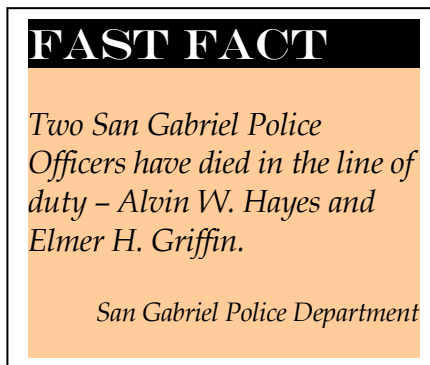 FAST FACT
Two San Gabriel Police
Officers have died in the line of
duty – Alvin W. Hayes and
Elmer H. Griffin.
San Gabriel Police Department